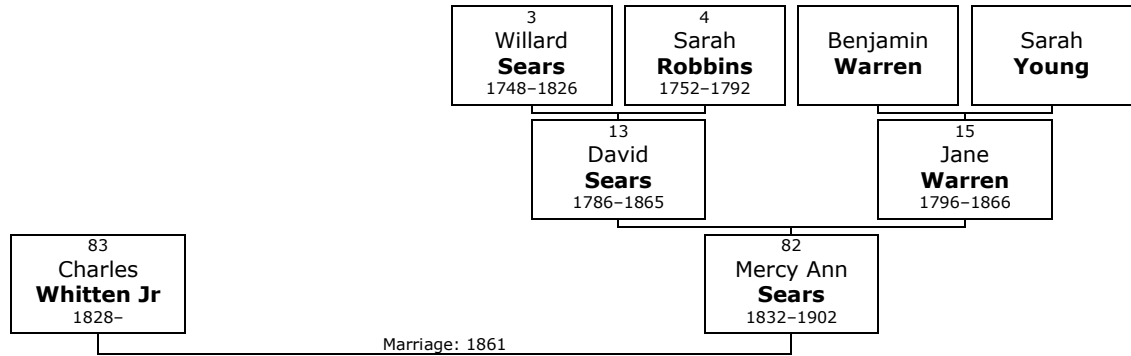 3
Willard
Sears
1748–1826
4
Sarah
Robbins
1752–1792
Benjamin
Warren
Sarah
Young
13
David
Sears
1786–1865
15
Jane
Warren
1796–1866
83
Charles
Whitten Jr
1828–
82
Mercy Ann
Sears
1832–1902
Marriage: 1861